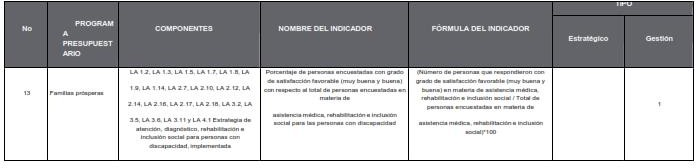 TIPO
No
PROGRAM
A
PRESUPUEST
ARIO
COMPONENTES
NOMBRE DEL INDICADOR
FÓRMULA DEL INDICADOR
Estratégico
Gestión
13
Familias prósperas
LA 1.2, LA 1.3, LA 1.5, LA 1.7, LA 1.8, LA
1.9, LA 1.14, LA 2.7, LA 2.10, LA 2.12, LA
2.14, LA 2.16, LA 2.17, LA 2.18, LA 3.2, LA
3.5, LA 3.6, LA 3.11 y LA 4.1 Estrategia de
atención, diagnóstico, rehabilitación e
inclusión social para personas con
discapacidad, implementada
Porcentaje de personas encuestadas con grado
de satisfacción favorable (muy buena y buena)
con respecto al total de personas encuestadas en
materia de
asistencia médica, rehabilitación e inclusión
social para las personas con discapacidad
(Número de personas que respondieron con
grado de satisfacción favorable (muy buena y
buena) en materia de asistencia médica,
rehabilitación e inclusión social / Total de
personas encuestadas en materia de
asistencia médica, rehabilitación e inclusión
social)*100
1